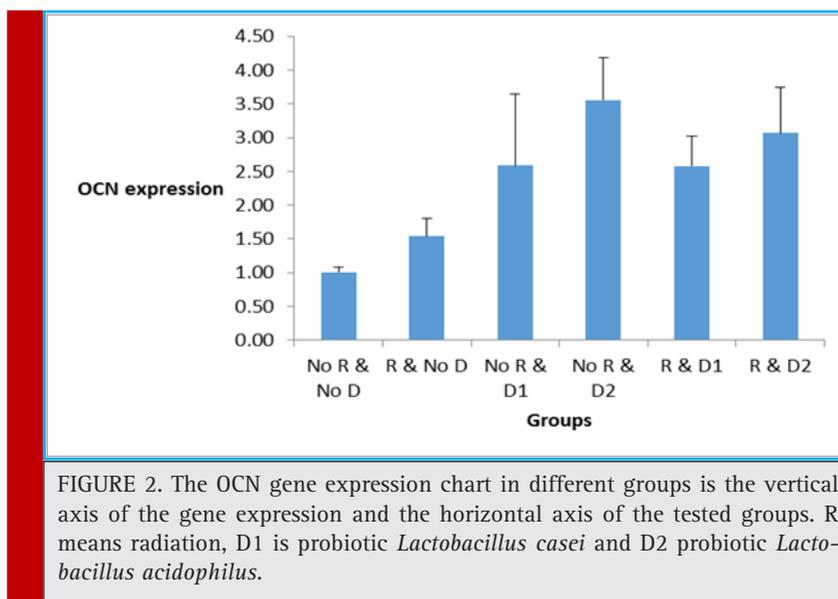 4.50
4.00
3.50
3.00
2.50
2.00
1.50
1.00
0.50
0.00
OCN expression
No R & No D
R & No D
No R & D1
No R & D2
R & D1
R & D2
Groups
FIGURE 2. The OCN gene expression chart in different groups is the vertical
axis of the gene expression and the horizontal axis of the tested groups. R
means radiation, D1 is probiotic Lactobacillus casei and D2 probiotic Lacto-
bacillus acidophilus.